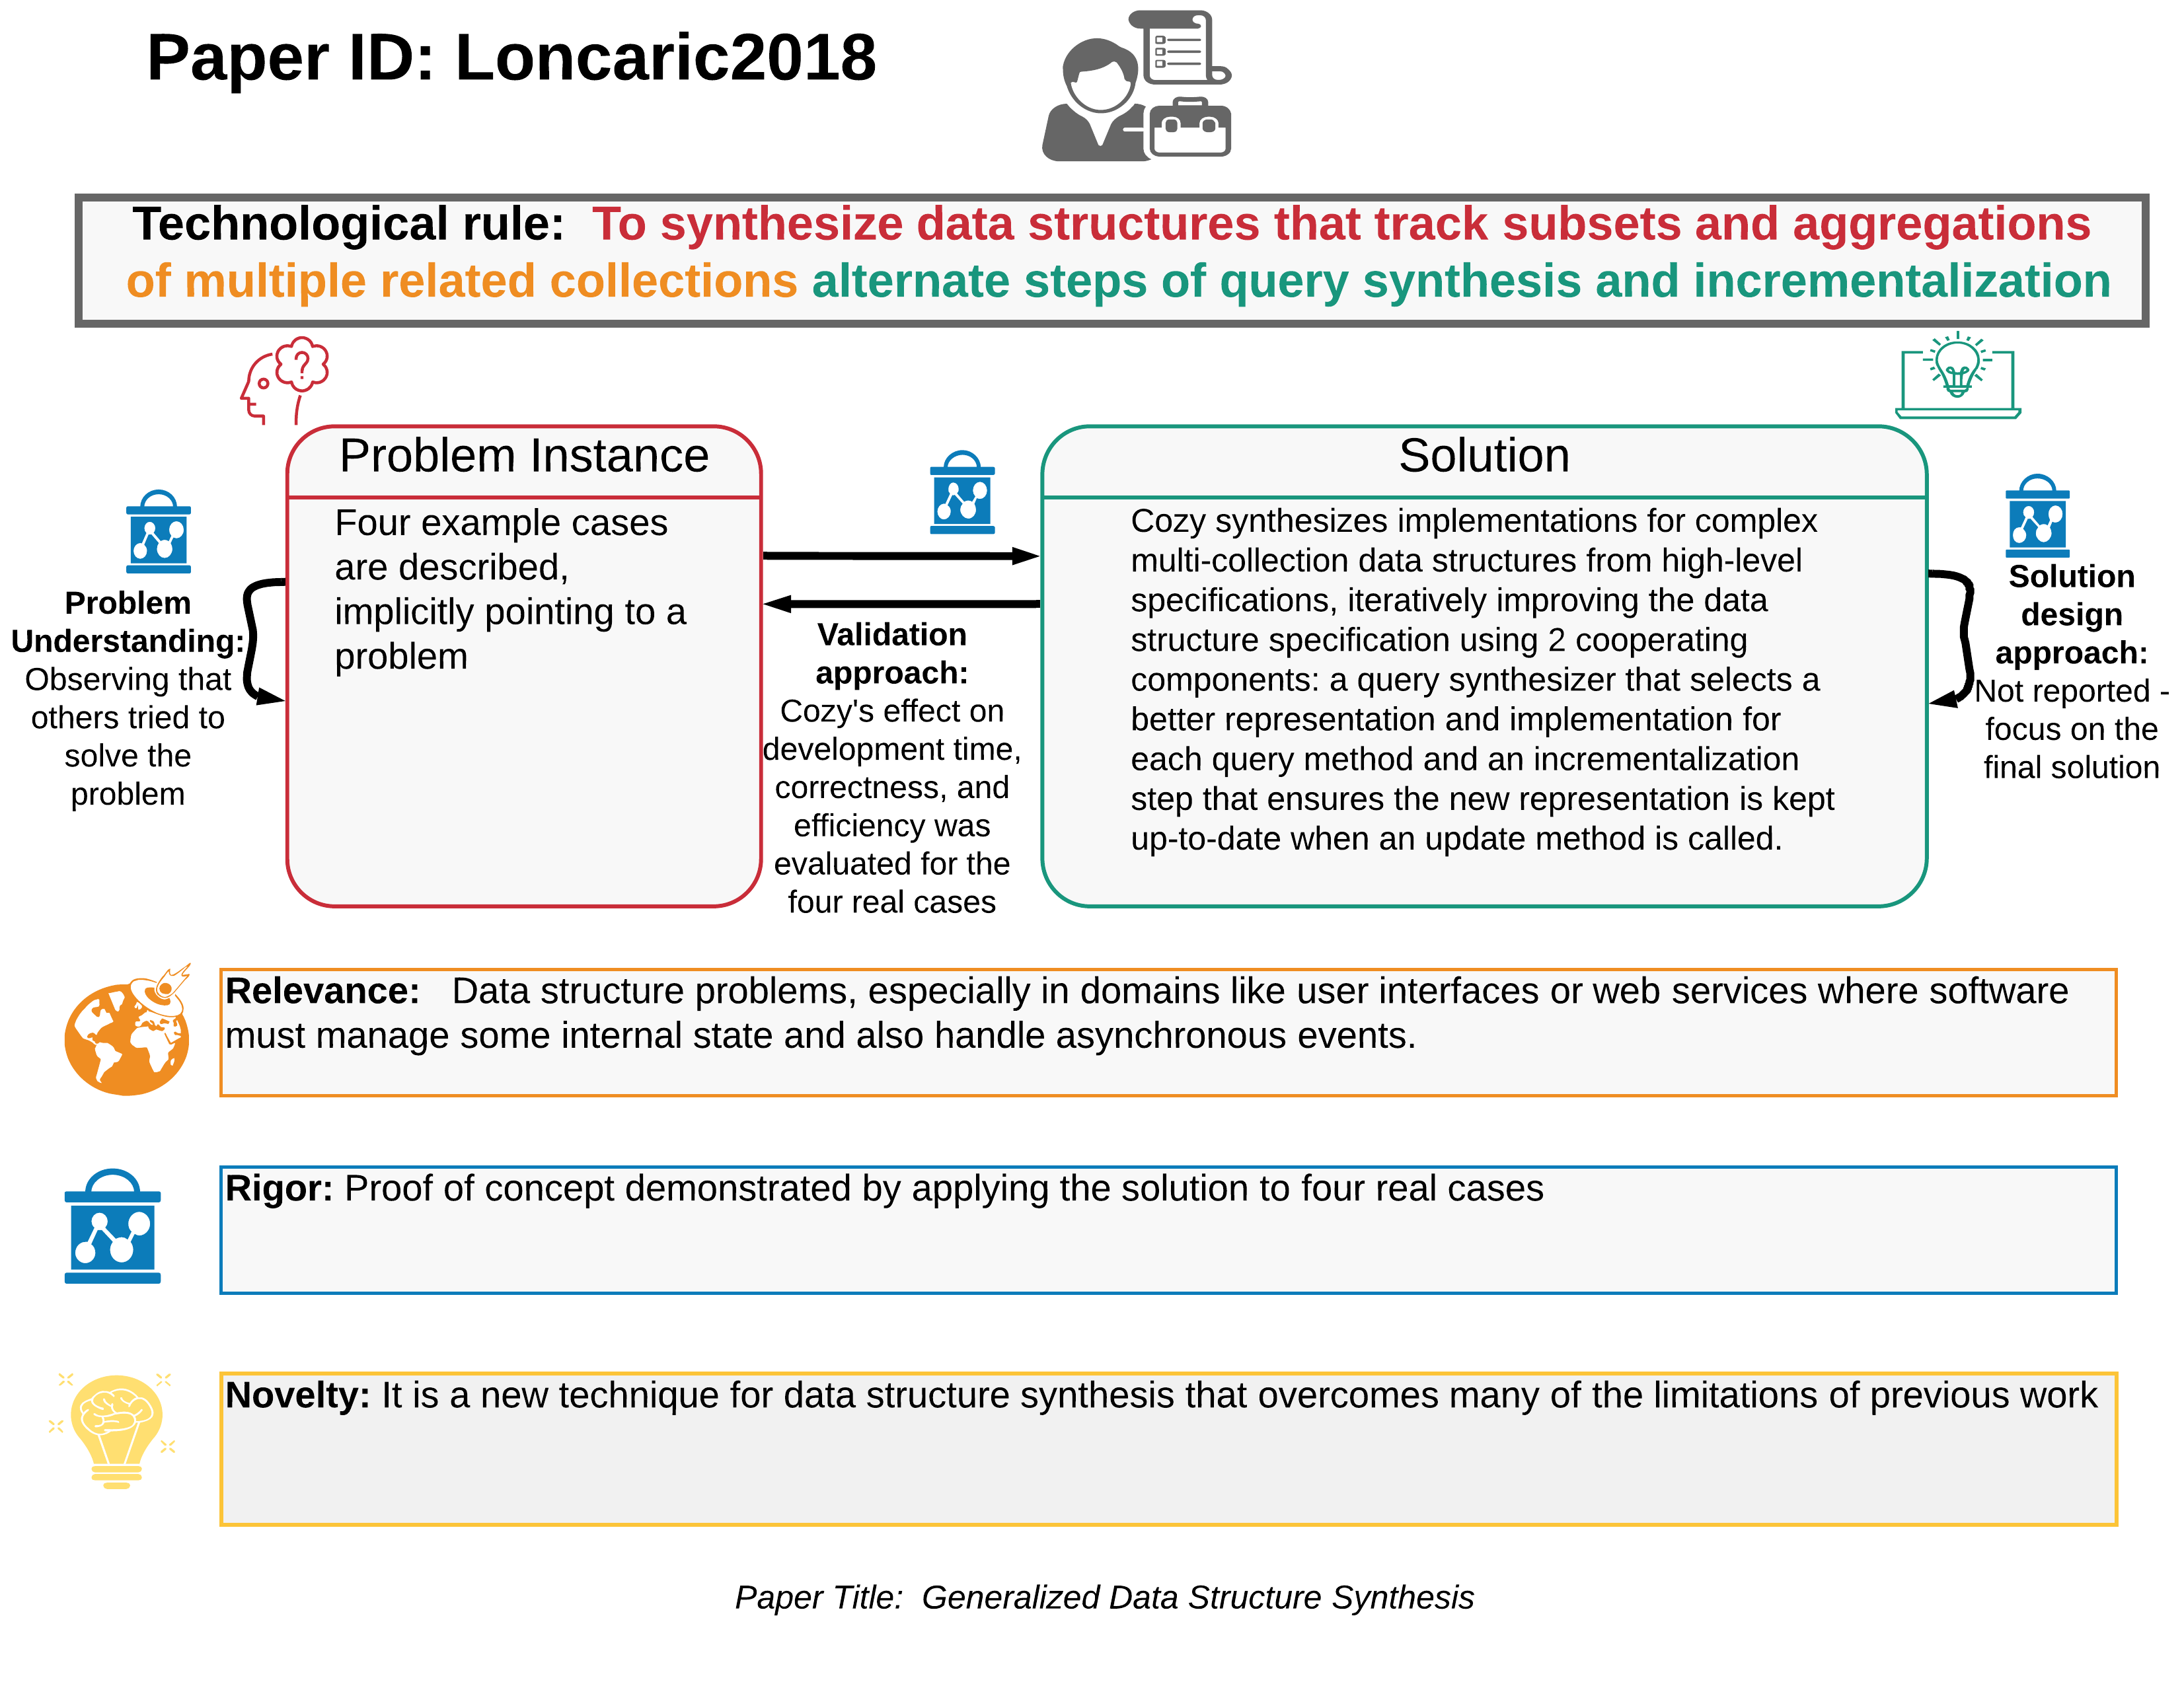 Paper ID: Loncaric2018
Technological rule: To synthesize data structures that track subsets and aggregations
of multiple related collections alternate steps of query synthesis and incrementalization
?
Problem
Understanding:
Observing that
others tried to
solve the
problem
Problem Instance
Four example cases
are described,
implicitly pointing to a
problem
Validation
approach:
Cozy's effect on
development time,
correctness, and
efficiency was
evaluated for the
four real cases
Solution
Cozy synthesizes implementations for complex
multi-collection data structures from high-level
specifications, iteratively improving the data
structure specification using 2 cooperating
components: a query synthesizer that selects a
better representation and implementation for
each query method and an incrementalization
step that ensures the new representation is kept
up-to-date when an update method is called.
Solution
design
approach:
Not reported -
focus on the
final solution
Relevance: Data structure problems, especially in domains like user interfaces or web services where software
must manage some internal state and also handle asynchronous events.
Rigor: Proof of concept demonstrated by applying the solution to four real cases
Novelty: It is a new technique for data structure synthesis that overcomes many of the limitations of previous work
Paper Title: Generalized Data Structure Synthesis